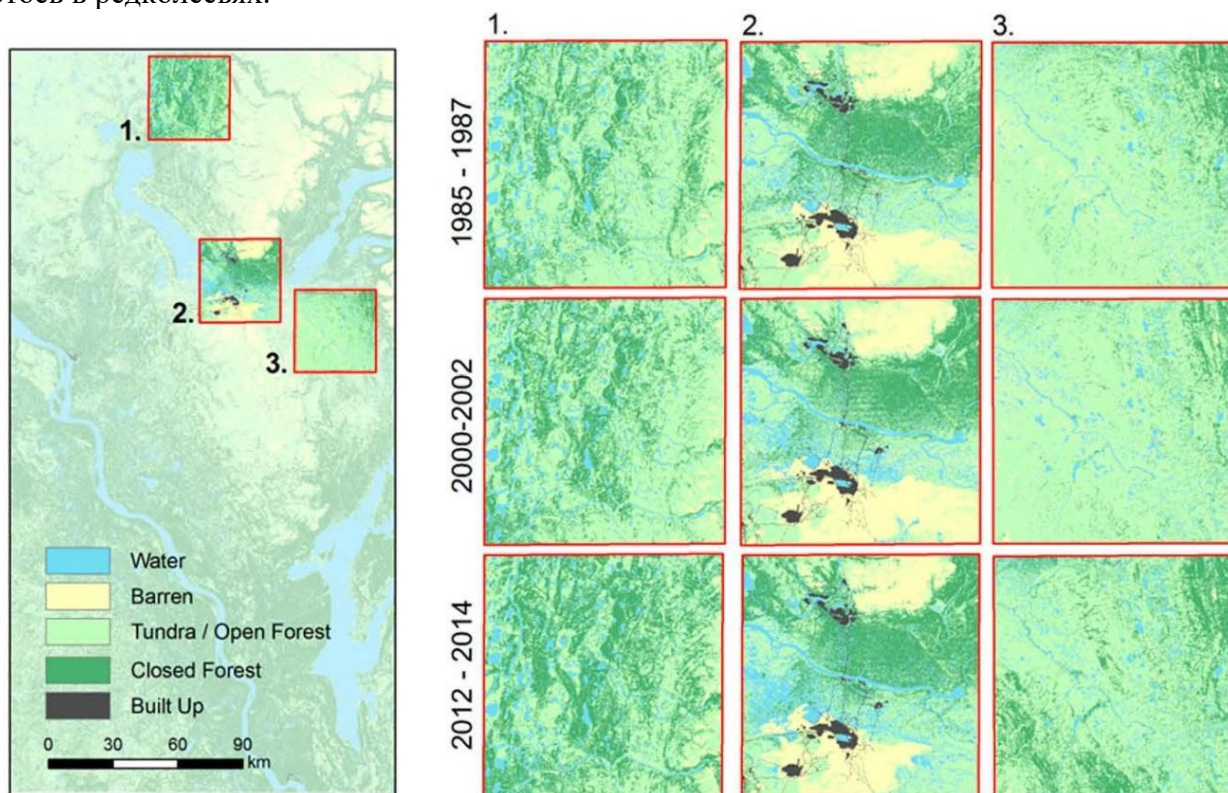 в редколесьях.
1.
2.
3.
Water
Barren
Tundra / Open Forest
Closed Forest
Built Up
0 30 60 90
km
1. 2. 3.
1985 - 1987
2000-2002
2012 - 2014